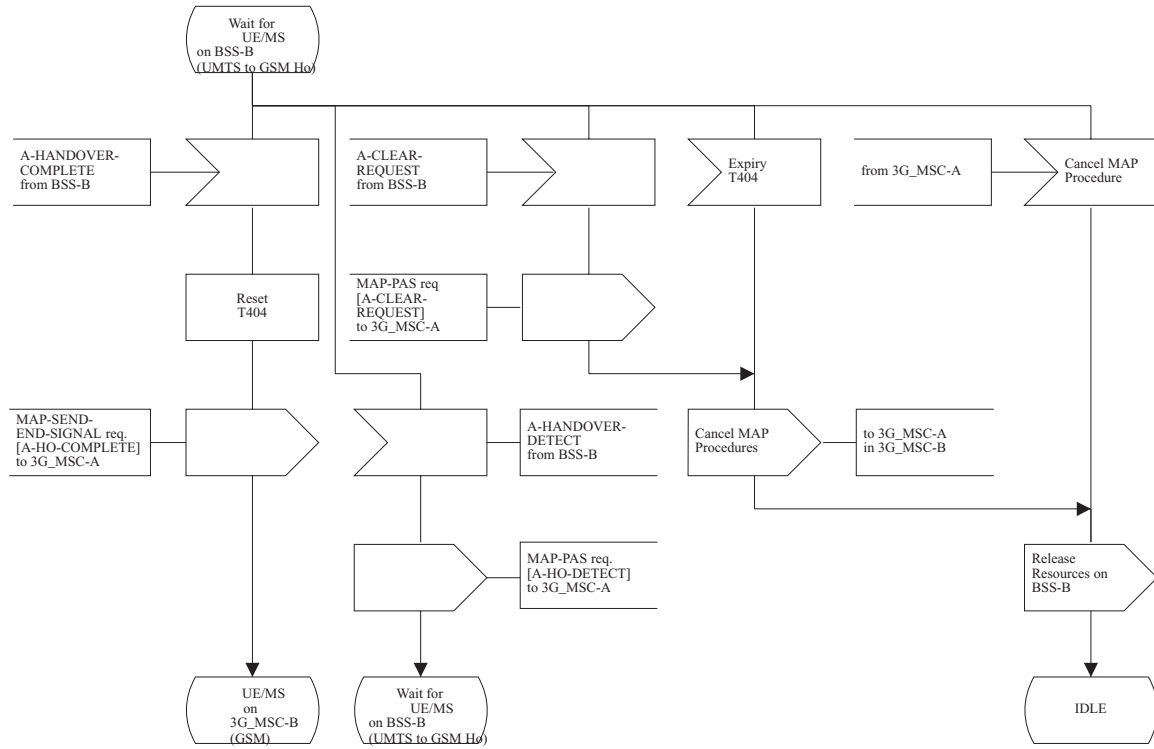 Wait for
UE/MS
on BSS-B
(UMTS to GSM Ho)
A-HANDOVER-
COMPLETE
from BSS-B
A-CLEAR-
REQUEST
from BSS-B
Expiry
T404
from 3G_MSC-A
Cancel MAP
Procedure
Reset
T404
MAP-PAS req
[A-CLEAR-
REQUEST]
to 3G_MSC-A
MAP-SEND-
END-SIGNAL req.
[A-HO-COMPLETE]
to 3G_MSC-A
A-HANDOVER-
DETECT
from BSS-B
Cancel MAP
Procedures
to 3G_MSC-A
in 3G_MSC-B
MAP-PAS req.
[A-HO-DETECT]
to 3G_MSC-A
Release
Resources on
BSS-B
UE/MS
on
3G_MSC-B
(GSM)
Wait for
UE/MS
on BSS-B
(UMTS to GSM Ho)
IDLE